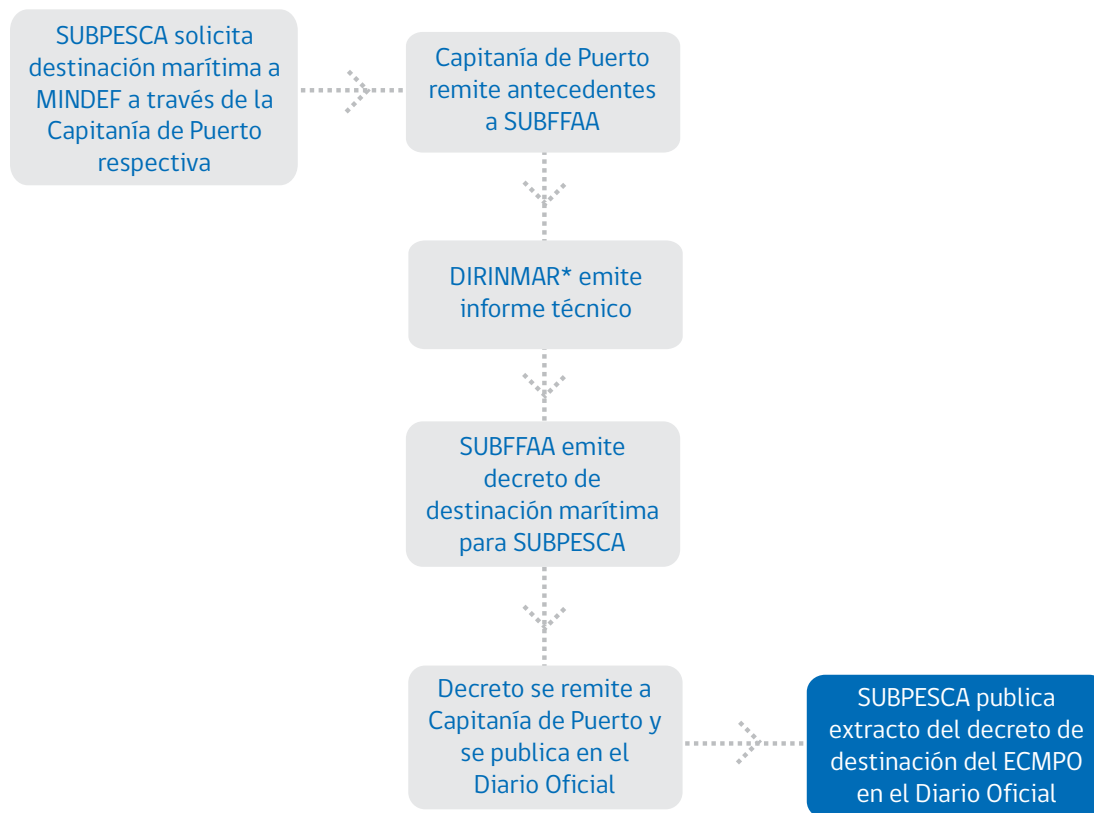 SUBPESCA solicita
destinación marítima a
MINDEF a través de la
Capitanía de Puerto
respectiva
Capitanía de Puerto
remite antecedentes
a SUBFFAA
DIRINMAR* emite
informe técnico
SUBFFAA emite
decreto de
destinación marítima
para SUBPESCA
Decreto se remite a
Capitanía de Puerto y
se publica en el
Diario Oficial
SUBPESCA publica
extracto del decreto de
destinación del ECMPO
en el Diario Oficial